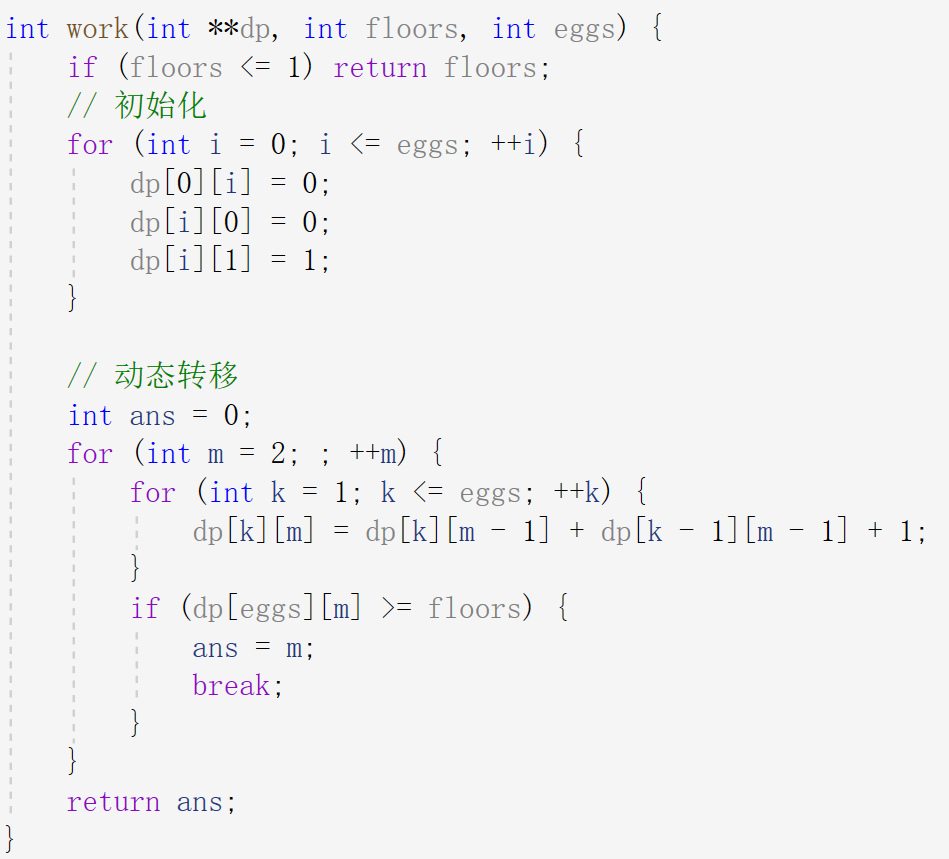 int work(int **dp, int floors, int eggs) {
    if (floors <= 1) return floors;
    // 初始化
    for (int i = 0; i <= eggs; ++i) {
        dp[0][i] = 0;
        dp[i][0] = 0;
        dp[i][1] = 1;
    }

    // 动态转移
    int ans = 0;
    for (int m = 2; ; ++m) {
        for (int k = 1; k <= eggs; ++k) {
            dp[k][m] = dp[k][m - 1] + dp[k - 1][m - 1] + 1;
        }
        if (dp[eggs][m] >= floors) {
            ans = m;
            break;
        }
    }
    return ans;
}